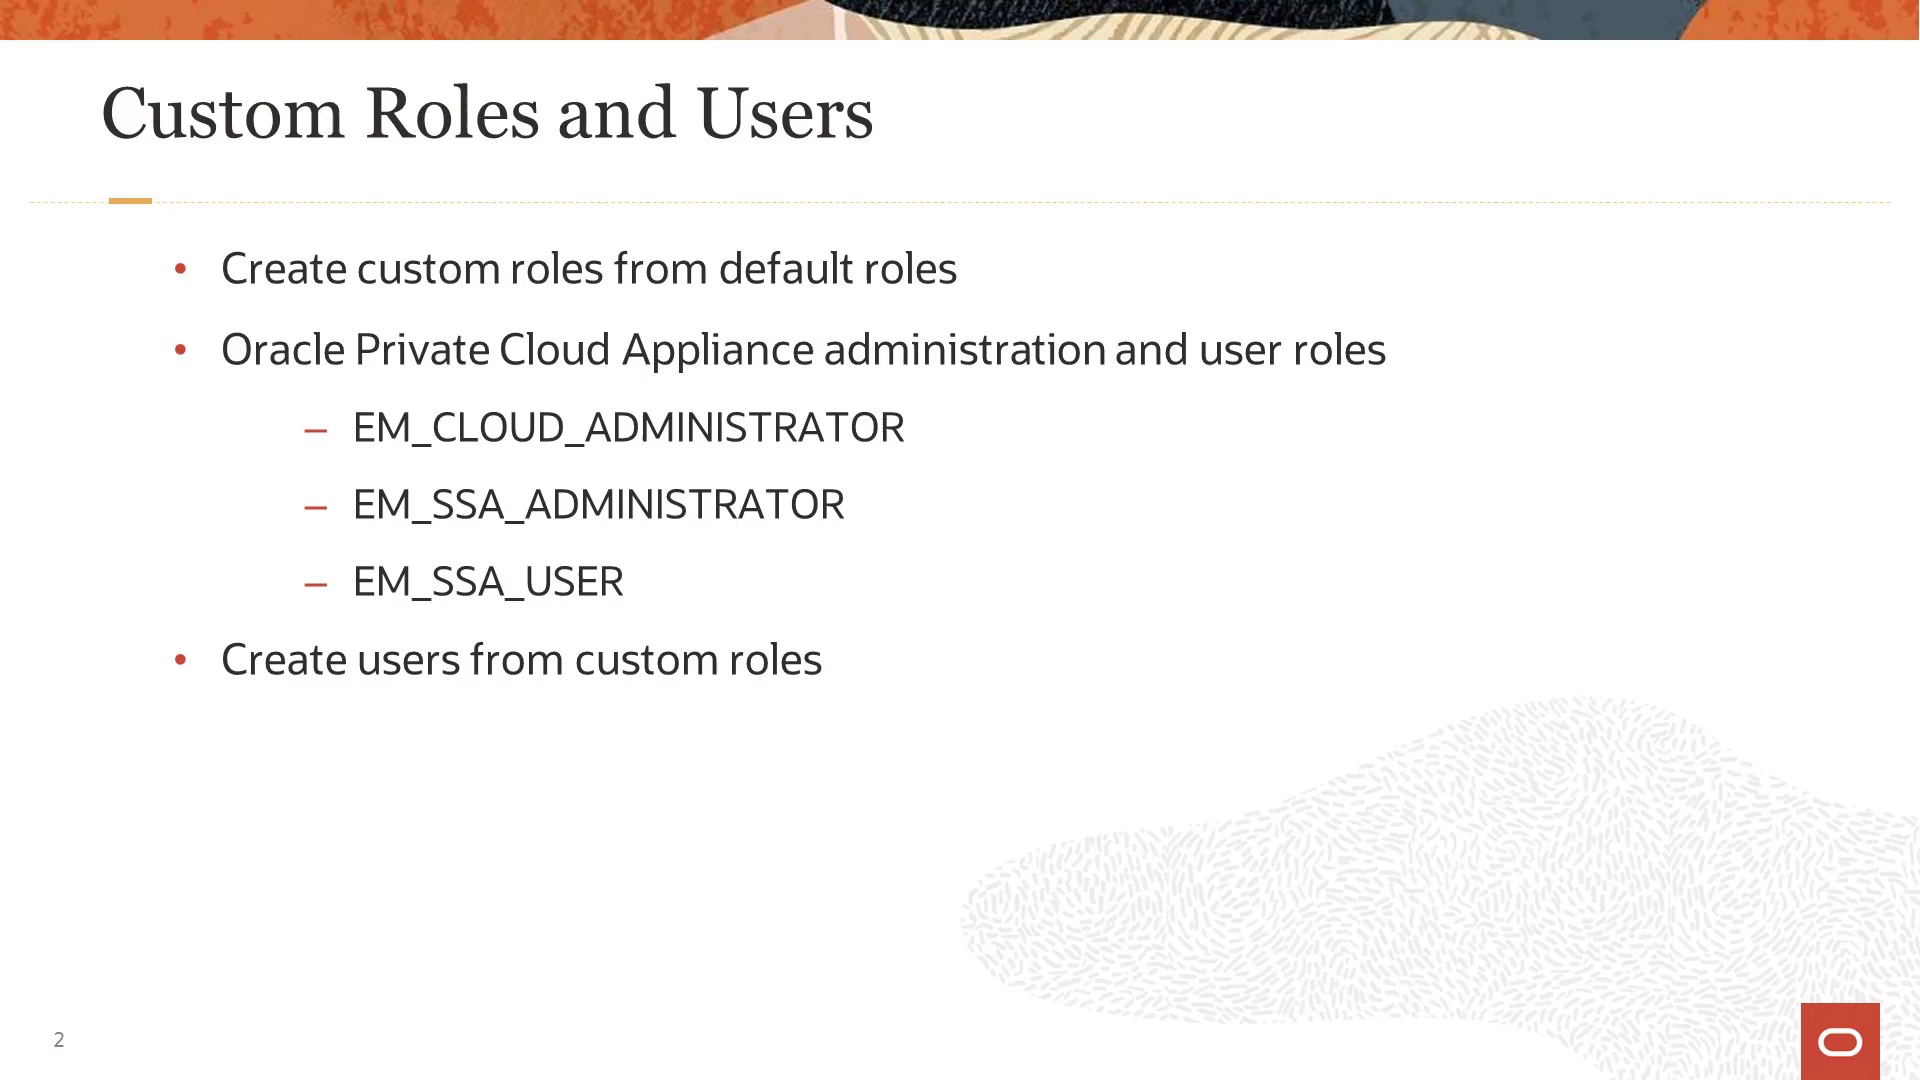 Custom Roles and Users
• Create custom roles from default roles
• Oracle Private Cloud Appliance administration and user roles
– EM_CLOUD_ADMINISTRATOR
– EM_SSA_ADMINISTRATOR
– EM_SSA_USER
• Create users from custom roles
2